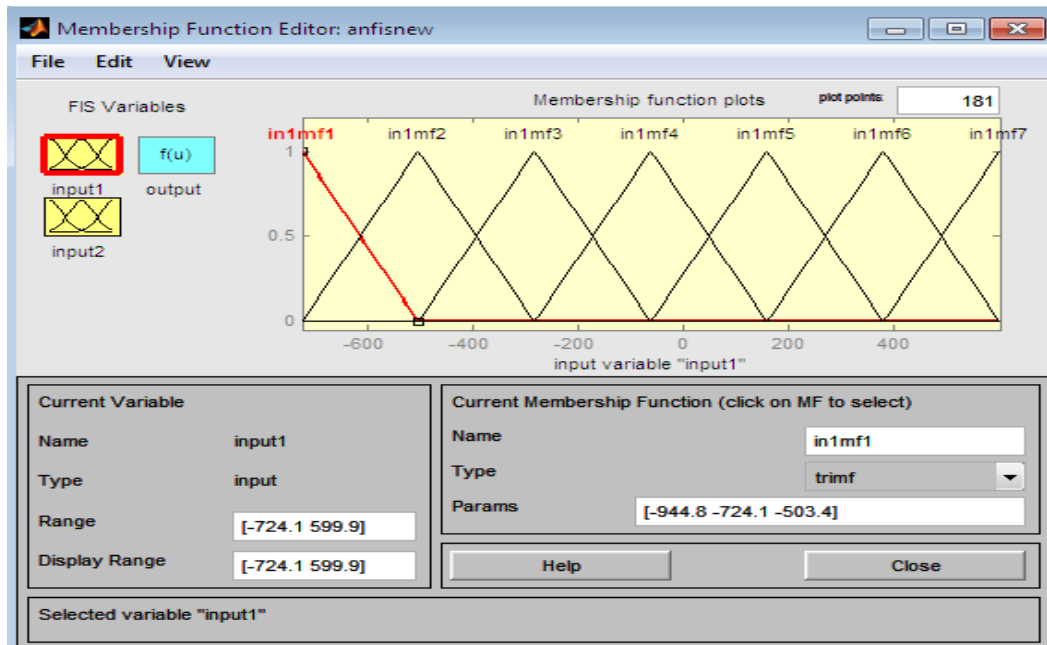 Membership Function Editor: anfisnew
File Edit View
FIS Variables
Membership function plots
plot points:
181
in1mf1 in1mf2 in1mf3 in1mf4 in1mf5 in1mf6 in1mf7
f(u)
input1
output
input2
1
0.5
0
-600 -400 -200 0 200 400
input variable "input1"
Current Variable
Name input1
Type input
Range [-724.1 599.9]
Display Range [-724.1 599.9]
Current Membership Function (click on MF to select)
Name in1mf1
Type trimf
Params [-944.8 -724.1 -503.4]
Help Close
Selected variable "input1"